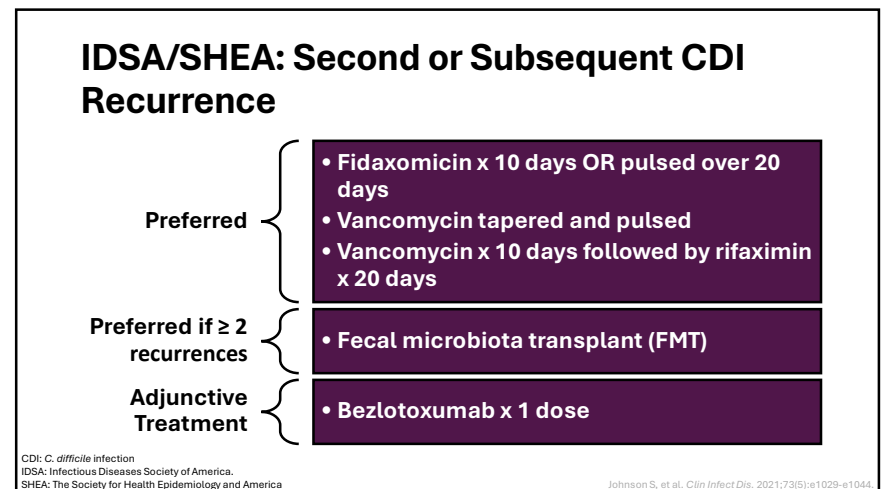 IDSA/SHEA: Second or Subsequent CDI
Recurrence
Preferred
• Fidaxomicin x 10 days OR pulsed over 20
days
• Vancomycin tapered and pulsed
• Vancomycin x 10 days followed by rifaximin
x 20 days
Preferred if ≥ 2
recurrences
• Fecal microbiota transplant (FMT)
Adjunctive
Treatment
• Bezlotoxumab x 1 dose
CDI: C. difficile infection
IDSA: Infectious Diseases Society of America.
SHEA: The Society for Health Epidemiology and America
Johnson S, et al. Clin Infect Dis. 2021;73(5):e1029-e1044.